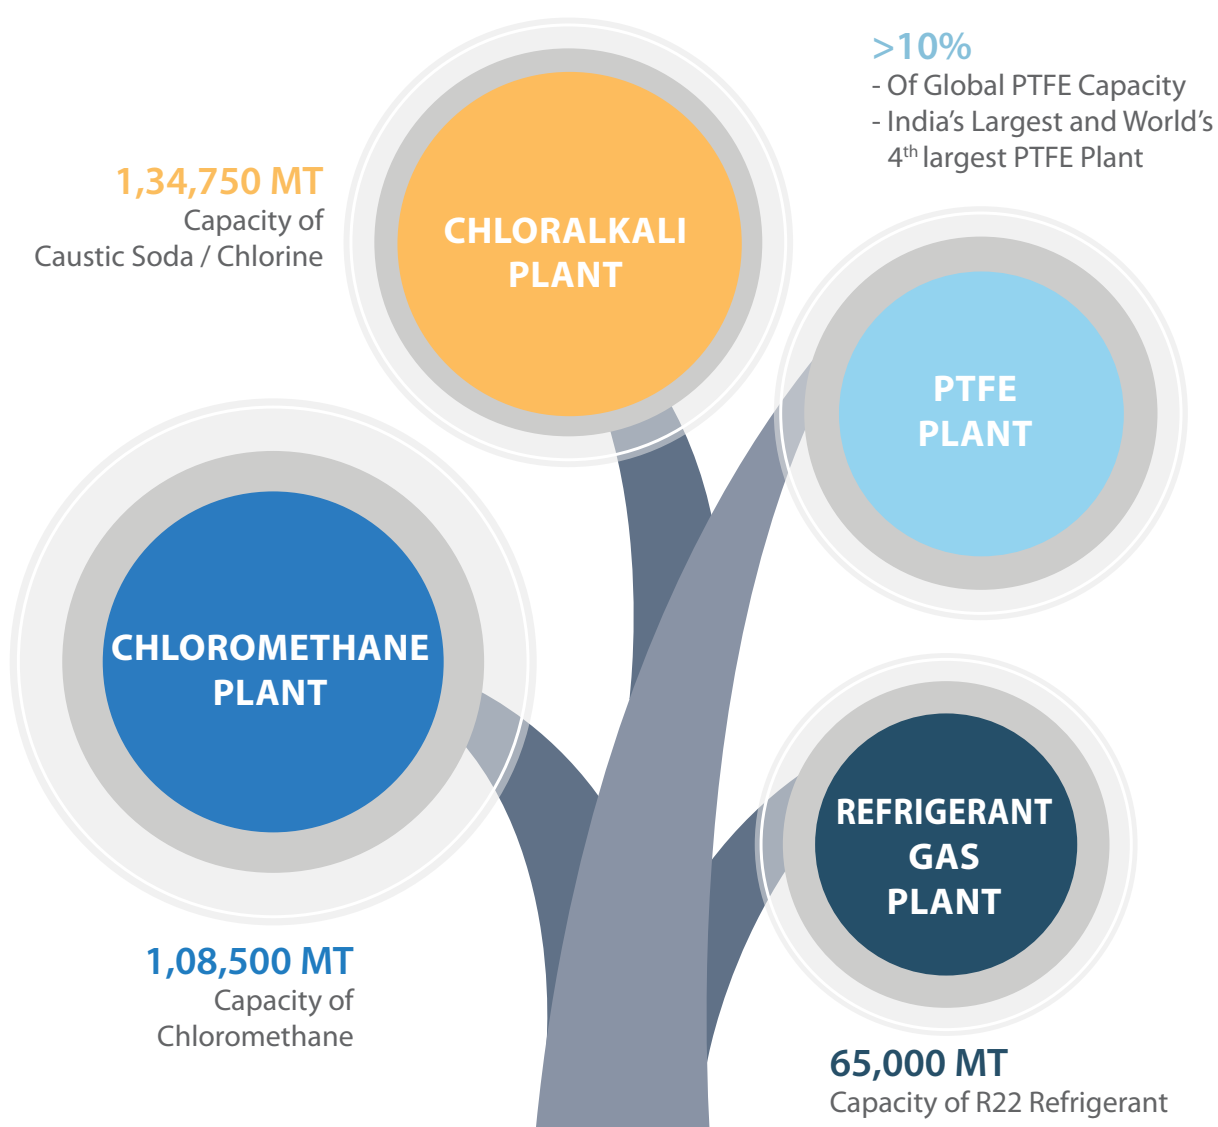 >10%
- Of Global PTFE Capacity
- India's Largest and World's
4th largest PTFE Plant
1,34,750 MT
Capacity of
Caustic Soda / Chlorine
CHLORALKALI
PLANT
PTFE
PLANT
CHLOROMETHANE
PLANT
REFRIGERANT
GAS
PLANT
1,08,500 MT
Capacity of
Chloromethane
65,000 MT
Capacity of R22 Refrigerant